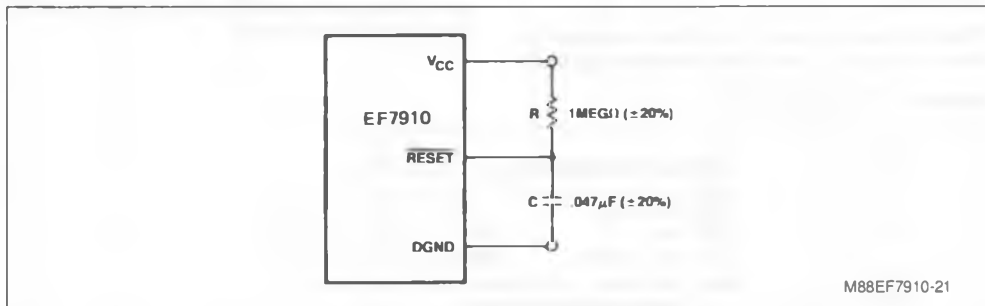 VCC
EF7910
R 1MEGΩ (±20%)
RESET
C .047μF (±20%)
DGND
M88EF7910-21